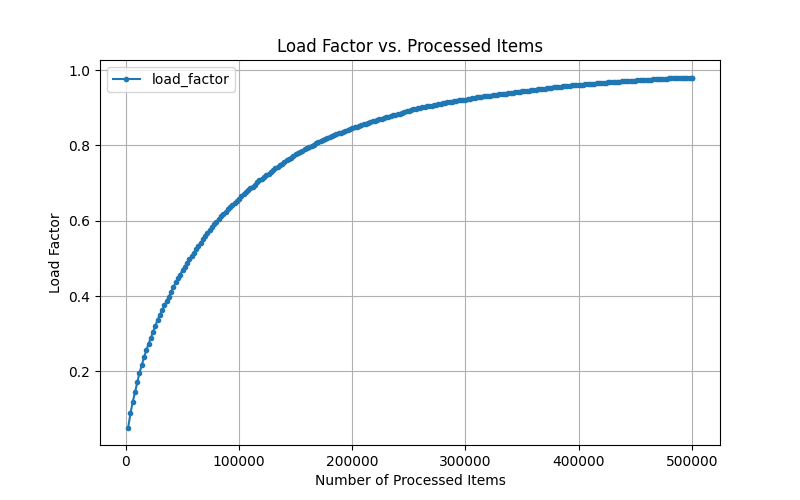 Load Factor vs. Processed Items
load_factor
Load Factor
1.0
0.8
0.6
0.4
0.2
0
100000
200000
300000
400000
500000
Number of Processed Items